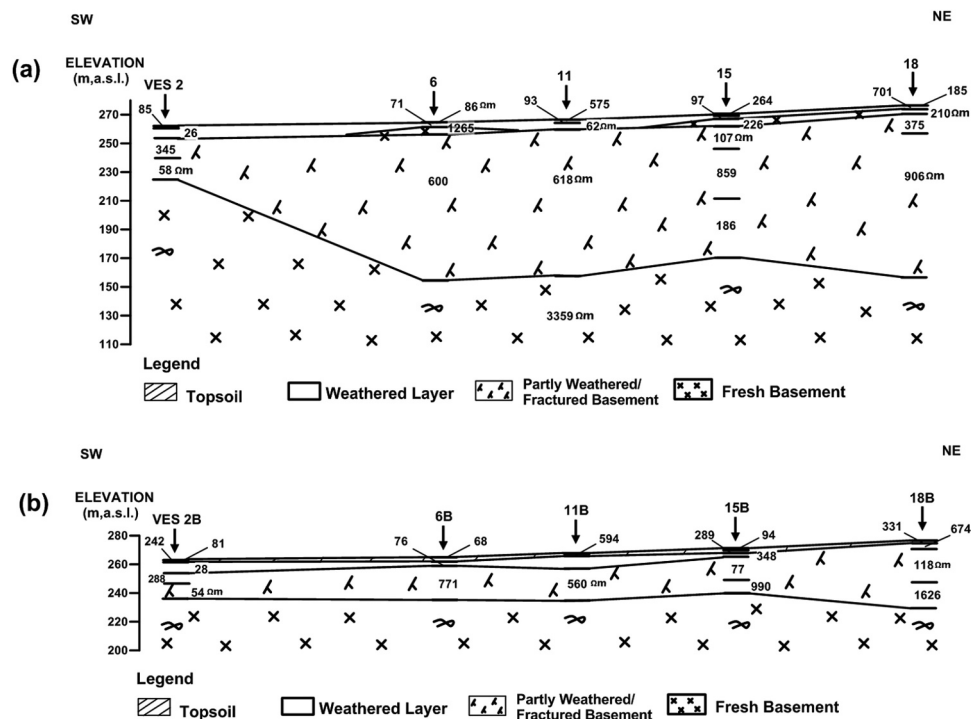 SW NE
(a)
ELEVATION
(m,a.s.l.)
VES 2 6 11 15 18
85 71 86 Ωm 93 575 97 264 701 185
270
26 1265 62 Ωm 226 210 Ωm
250
345 107 Ωm 375
230
58 Ωm 600 618 Ωm 859 906 Ωm
210
190
186
170
150
130
3359 Ωm
110
Legend
Topsoil Weathered Layer Partly Weathered/
Fractured Basement Fresh Basement
SW NE
(b)
ELEVATION
(m,a.s.l.)
VES 2B 6B 11B 15B 18B
242 81 76 68 594 289 94 331 674
280
260
28 348 118 Ωm
288 771 560 Ωm 77
240
54 Ωm 990 1626
220
200
Legend
Topsoil Weathered Layer Partly Weathered/
Fractured Basement Fresh Basement